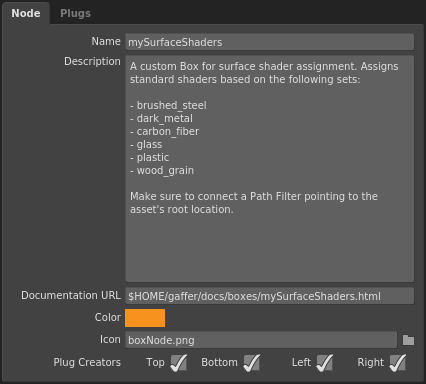 Node Plugs
Name mySurfaceShaders
Description A custom Box for surface shader assignment. Assigns
standard shaders based on the following sets:
- brushed_steel
- dark_metal
- carbon_fiber
- glass
- plastic
- wood_grain
Make sure to connect a Path Filter pointing to the
asset's root location.
Documentation URL $HOME/gaffer/docs/boxes/mySurfaceShaders.html
Color
Icon boxNode.png
Plug Creators Top Bottom Left Right